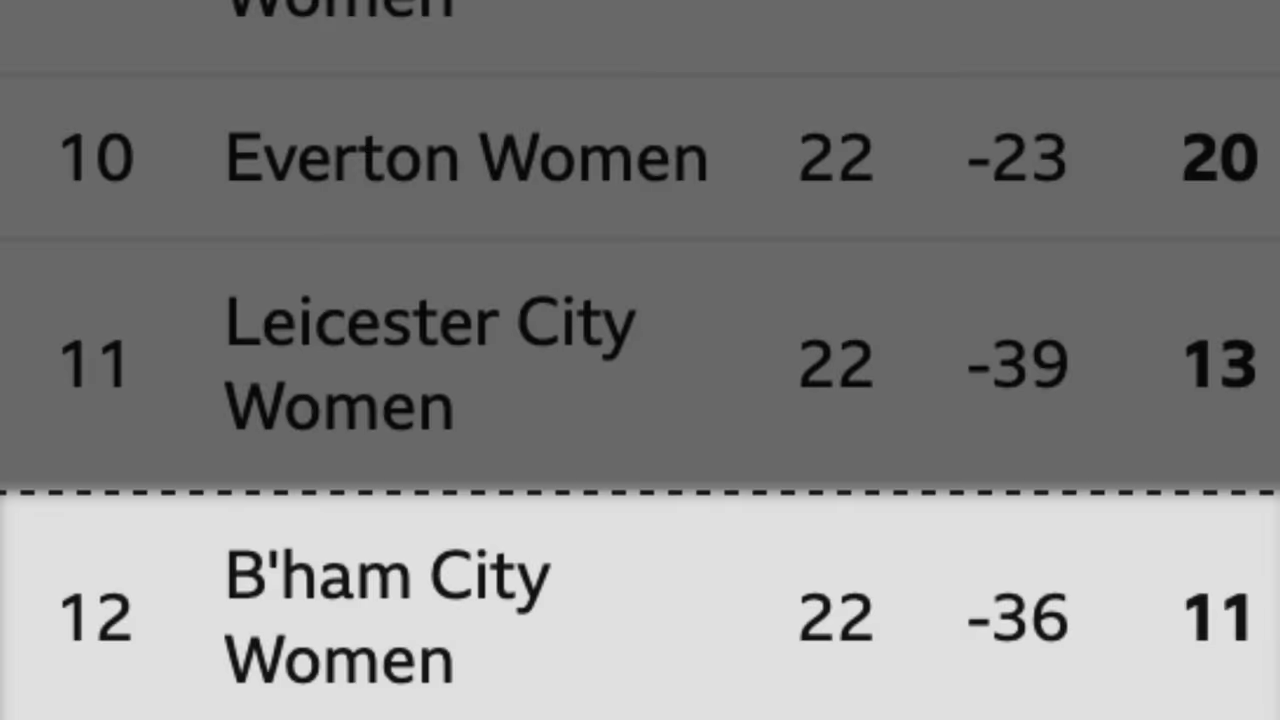 Women
10 Everton Women 22 -23 20
Leicester City
11 22 -39 13
Women
B'ham City
12 22 -36 11
Women